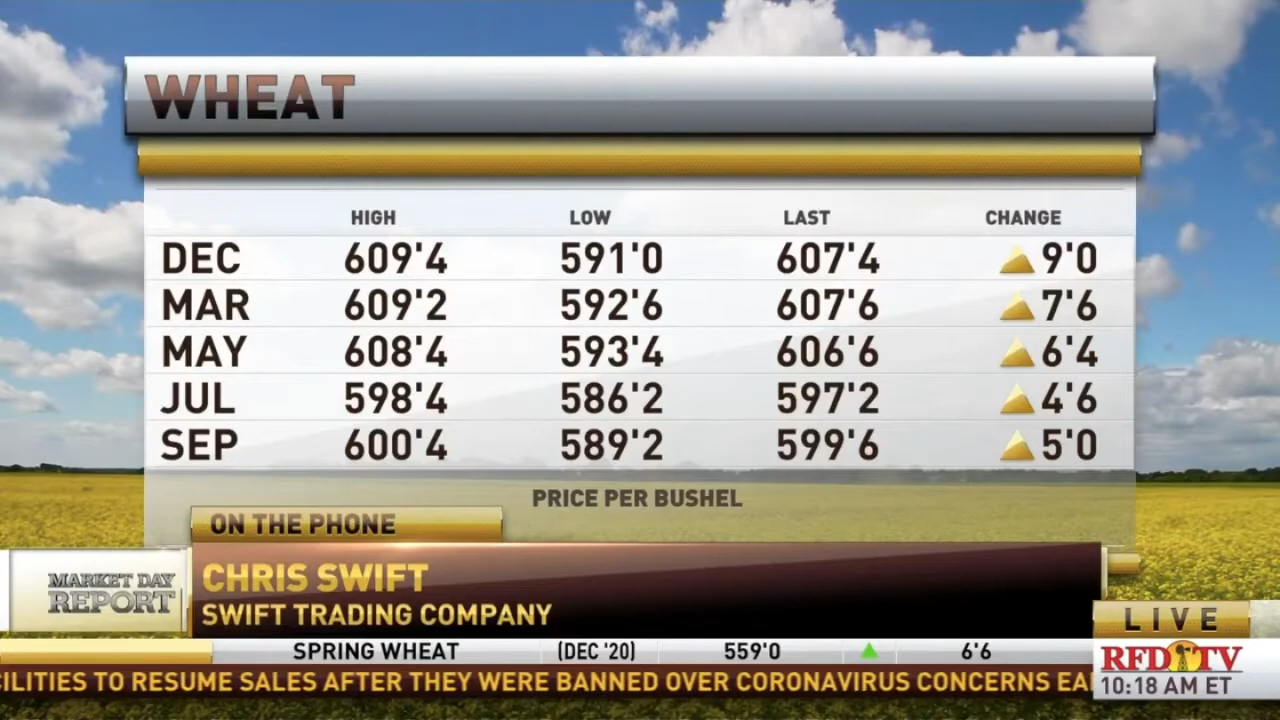 WHEAT
HIGH LOW LAST CHANGE
DEC 609'4 591'0 607'4 9'0
MAR 609'2 592'6 607'6 7'6
MAY 608'4 593'4 606'6 6'4
JUL 598'4 586'2 597'2 4'6
SEP 600'4 589'2 599'6 5'0
PRICE PER BUSHEL
ON THE PHONE
MARKET DAY
REPORT
CHRIS SWIFT
SWIFT TRADING COMPANY
LIVE
SPRING WHEAT (DEC '20) 559'0 6'6
RFD TV
TO RESUME SALES AFTER THEY WERE BANNED OVER CORONAVIRUS CONCERNS
10:18 AM ET